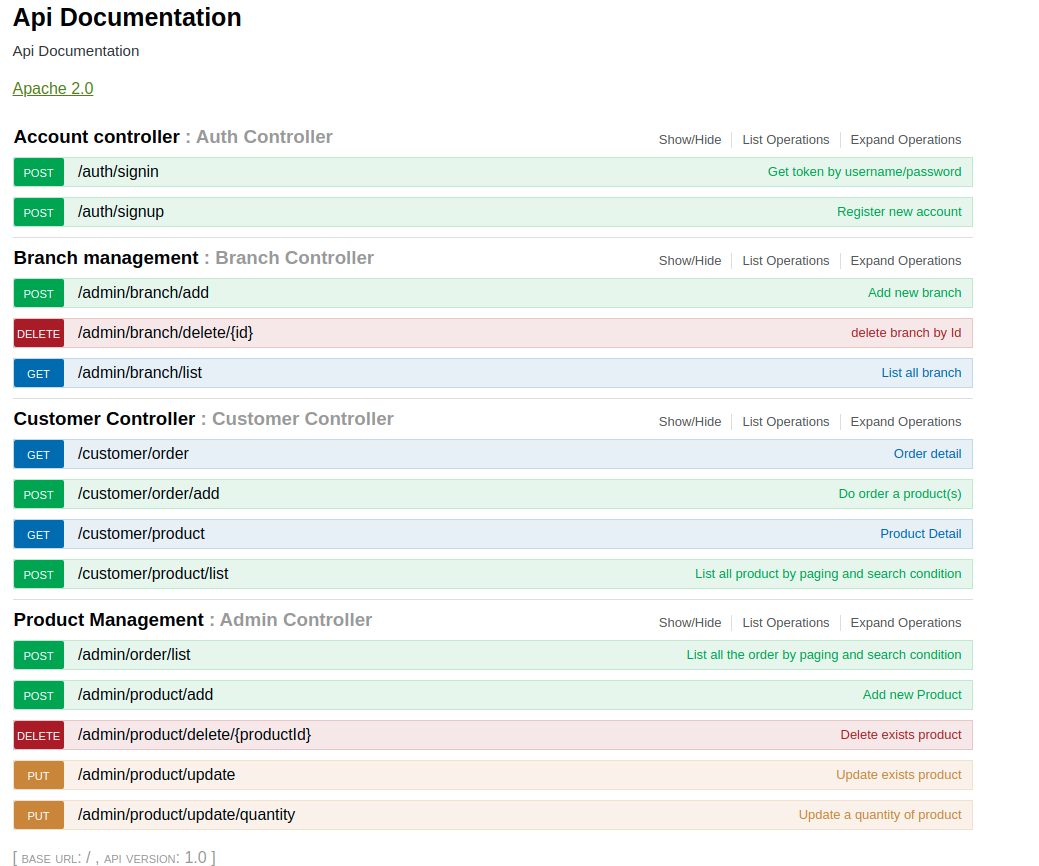 Api Documentation
Api Documentation
Apache 2.0
Account controller : Auth Controller Show/Hide List Operations Expand Operations
POST /auth/signin Get token by username/password
POST /auth/signup Register new account
Branch management : Branch Controller Show/Hide List Operations Expand Operations
POST /admin/branch/add Add new branch
DELETE /admin/branch/delete/{id} delete branch by Id
GET /admin/branch/list List all branch
Customer Controller : Customer Controller Show/Hide List Operations Expand Operations
GET /customer/order Order detail
POST /customer/order/add Do order a product(s)
GET /customer/product Product Detail
POST /customer/product/list List all product by paging and search condition
Product Management : Admin Controller Show/Hide List Operations Expand Operations
POST /admin/order/list List all the order by paging and search condition
POST /admin/product/add Add new Product
DELETE /admin/product/delete/{productId} Delete exists product
PUT /admin/product/update Update exists product
PUT /admin/product/update/quantity Update a quantity of product
[ BASE URL: / , API VERSION: 1.0 ]